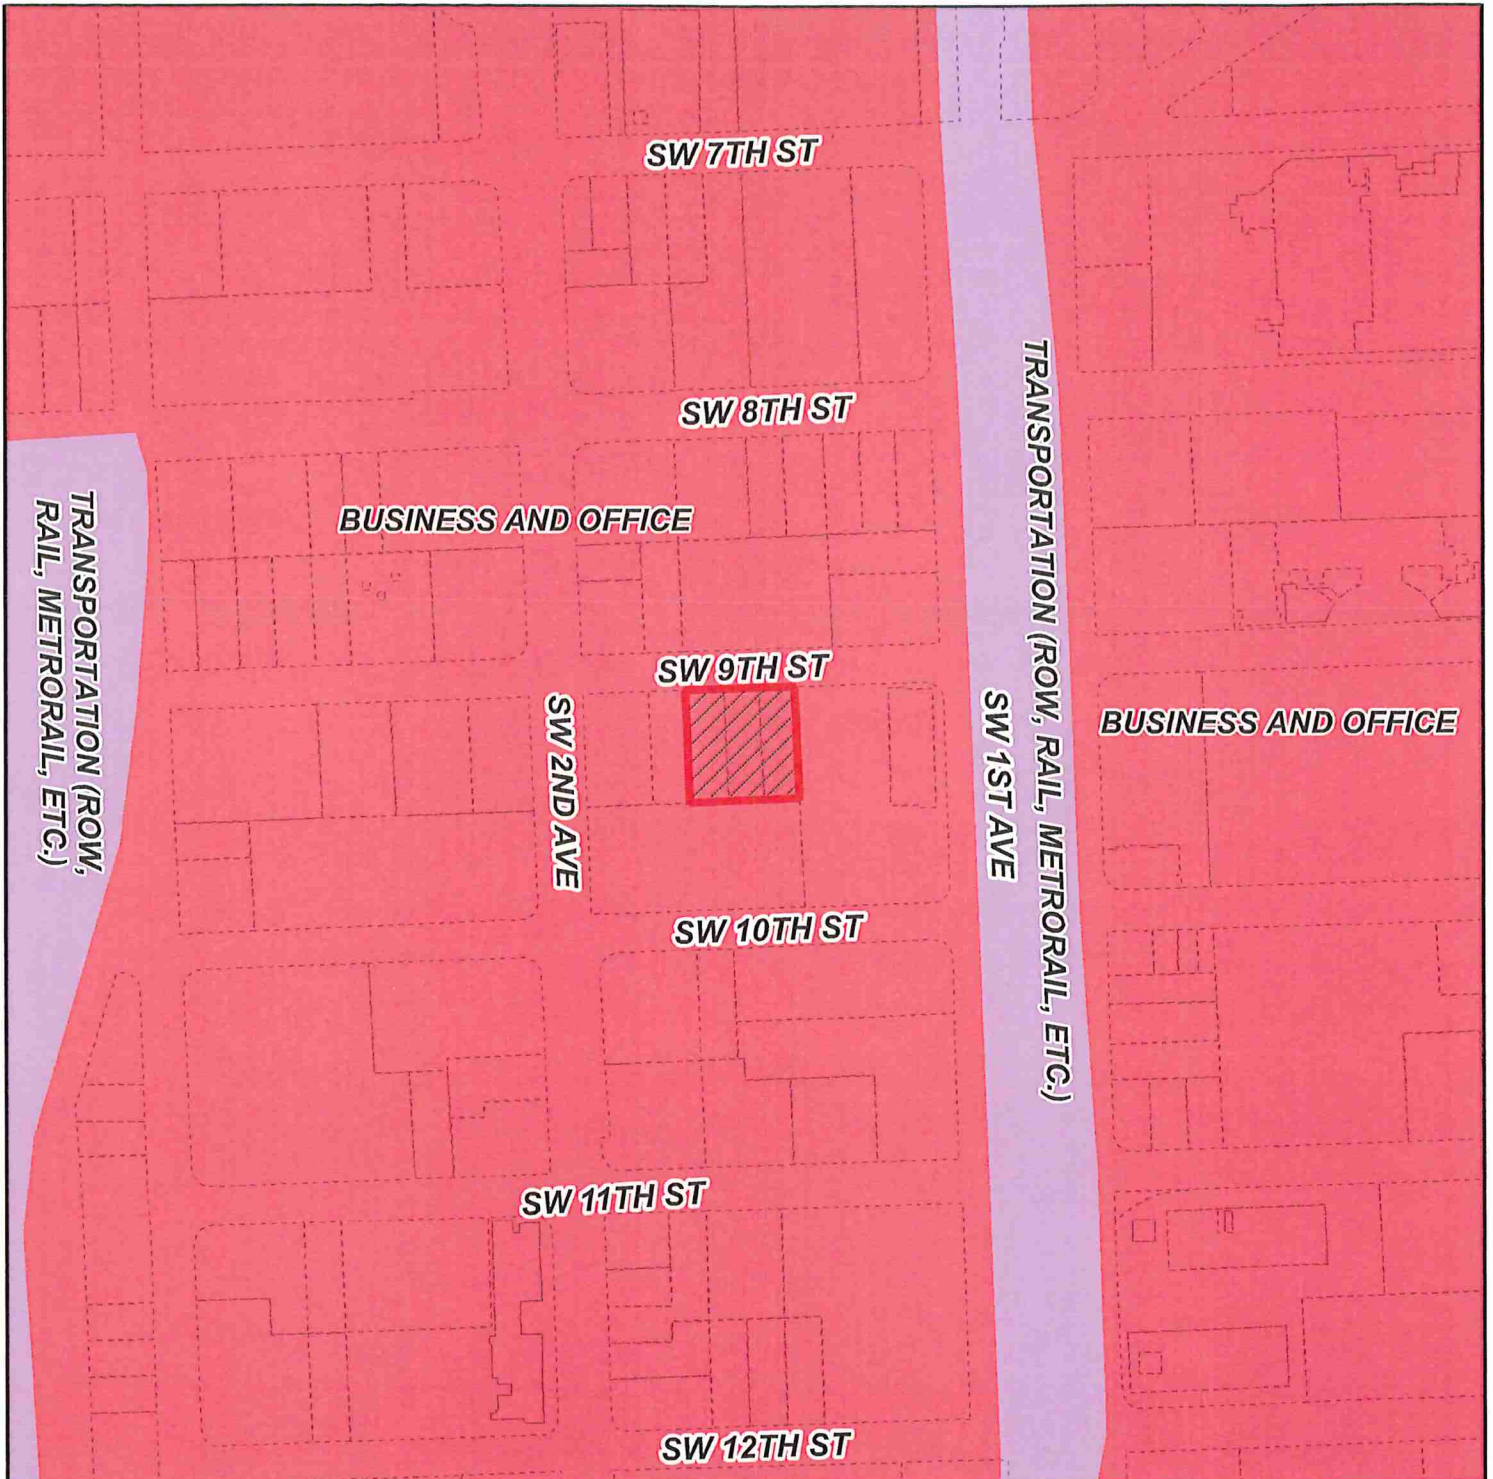 SW 7TH ST
SW 8TH ST
BUSINESS AND OFFICE
TRANSPORTATION (ROW,
RAIL, METRORAIL, ETC.)
TRANSPORTATION (ROW, RAIL, METRORAIL, ETC.)
SW 9TH ST
SW 2ND AVE
SW 1ST AVE
BUSINESS AND OFFICE
SW 10TH ST
SW 11TH ST
SW 12TH ST